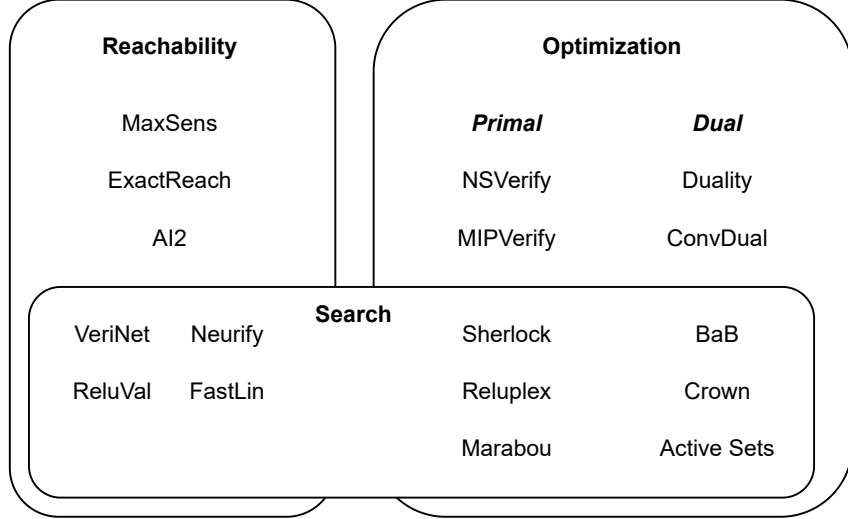 Reachability
MaxSens
ExactReach
AI2
Optimization
Primal Dual
NSVerify Duality
MIPVerify ConvDual
Search
VeriNet Neurify Sherlock BaB
ReluVal FastLin Reluplex Crown
Marabou Active Sets